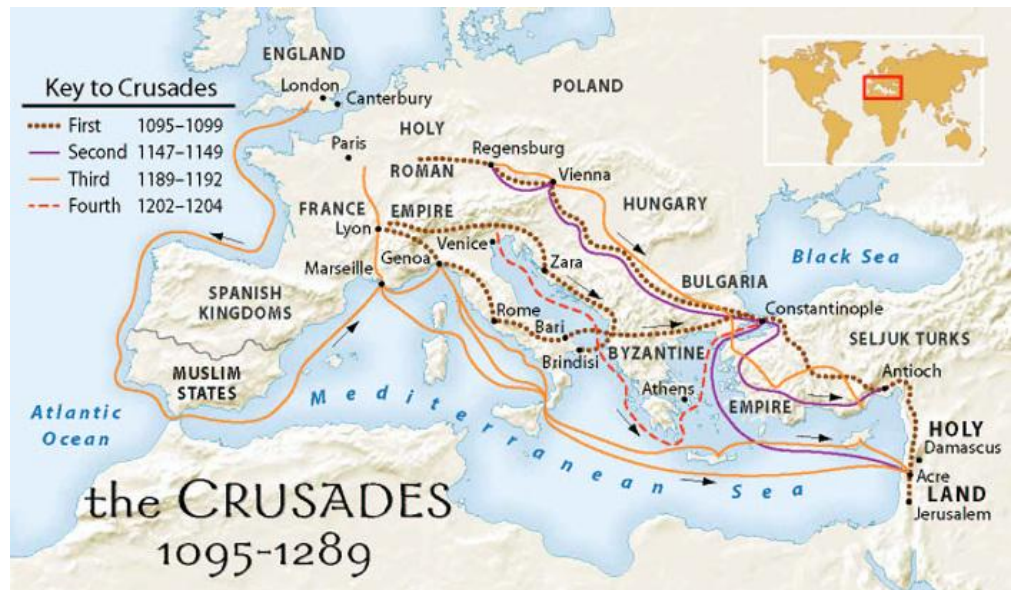 ENGLAND
London
Canterbury
POLAND
Key to Crusades
First 1095–1099
Second 1147–1149
Third 1189–1192
Fourth 1202–1204
HOLY
ROMAN
EMPIRE
Paris
Regensburg
Vienna
FRANCE
Lyon
HUNGARY
Venice
Genoa
Zara
Marseille
BULGARIA
Black Sea
SPANISH
KINGDOMS
Rome
Bari
Brindisi
Constantinople
SELJUK TURKS
MUSLIM
STATES
BYZANTINE
EMPIRE
Athens
Antioch
Atlantic
Ocean
Mediterranean Sea
HOLY
LAND
Damascus
Acre
Jerusalem
the CRUSADES
1095-1289